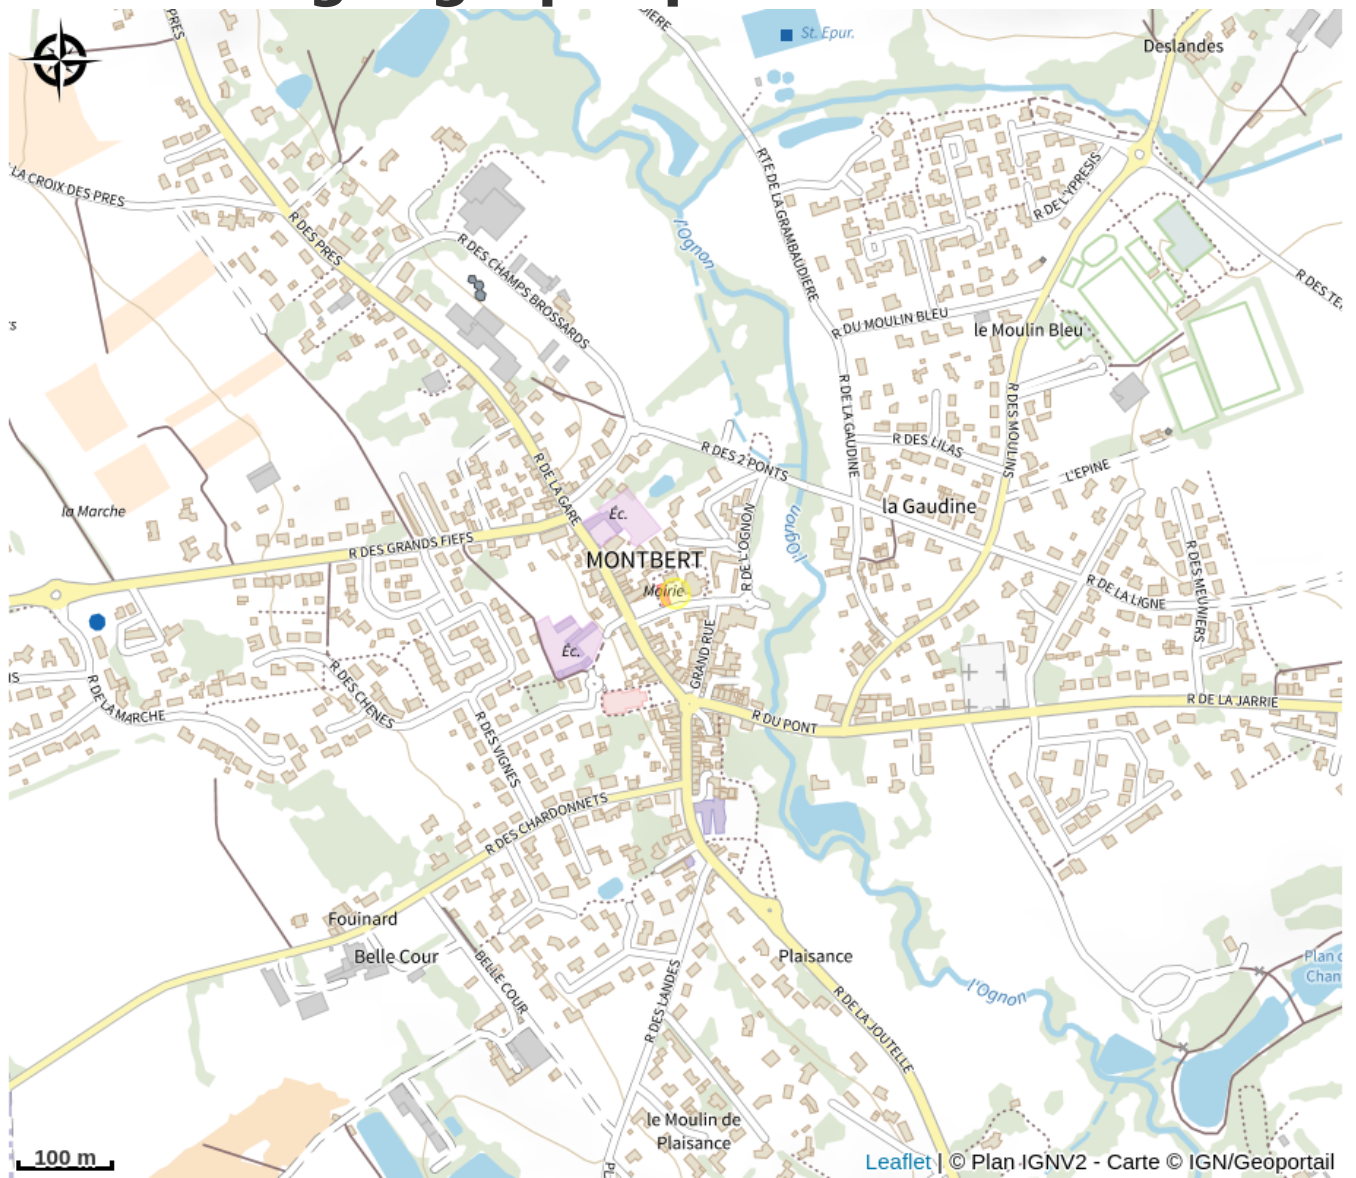 PRES
St. Epur.
Deslandes
LA CROIX DES PRES
RTE DE LA GRAMBAUDIERE
R DE L'YPRESIS
R DES PRES
l'Ognon
R DES CHAMPS BROSSARDS
R DU MOULIN BLEU
le Moulin Bleu
R DE LA GAUDINE
R DES MOULINS
R DES LILAS
R DES 2 PONTS
L'EPINE
R DE LA GARE
la Marche
Éc.
la Gaudine
l'Ognon
R DE L'OGNON
R DES GRANDS FIEFS
MONTBERT
Mairie
R DE LA LIGNE
R DES MEUNIERS
Éc.
GRAND RUE
R DES CHENES
R DE LA MARCHE
R DU PONT
R DE LA JARRIE
R DES VIGNES
R DES CHARDONNETS
Fouinard
Belle Cour
BELLE COUR
Plaisance
l'Ognon
R DES LANDES
R DE LA JOUTELLE
le Moulin de
Plaisance
100 m
Leaflet | © Plan IGNV2 - Carte © IGN/Geoportail